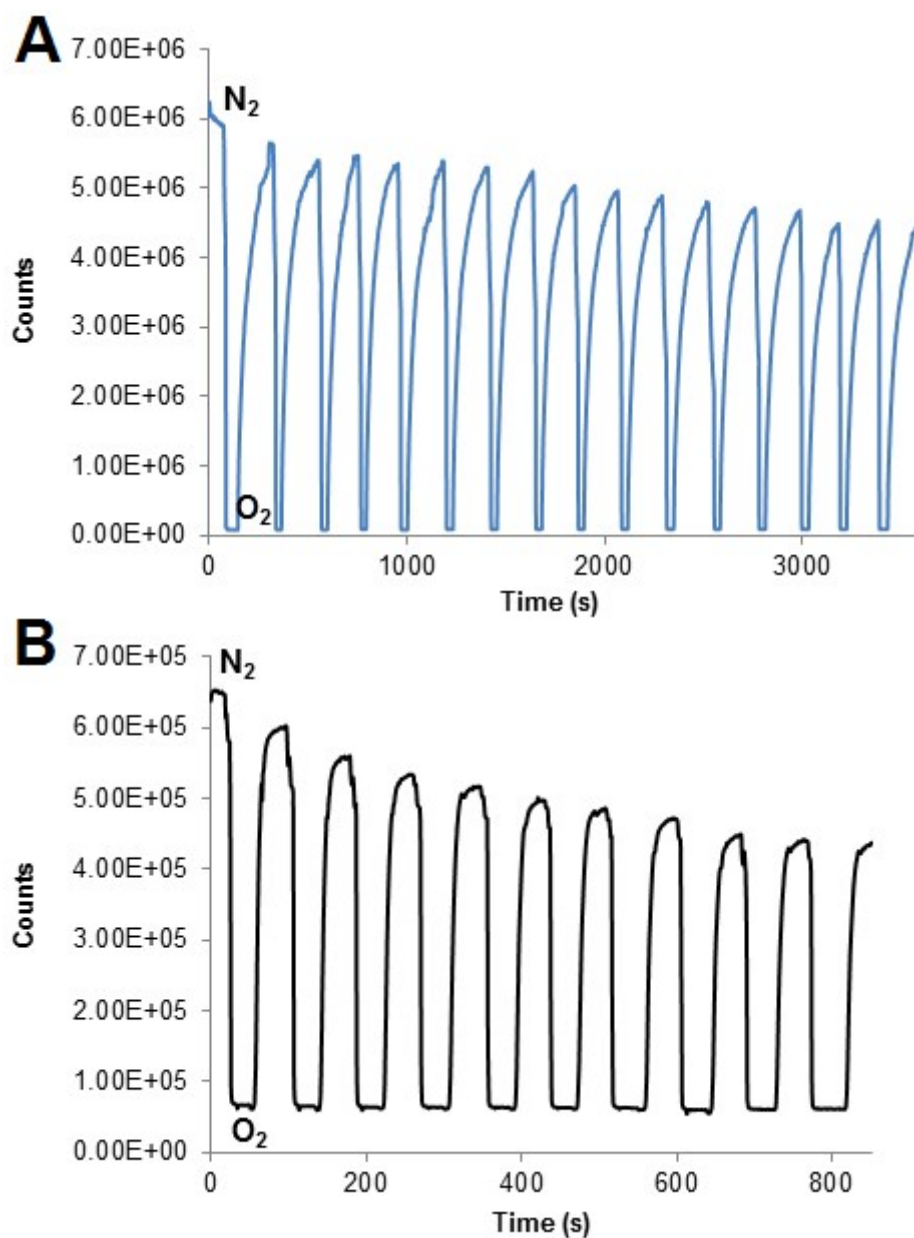 A
7.00E+06
6.00E+06
5.00E+06
4.00E+06
3.00E+06
2.00E+06
1.00E+06
0.00E+00
Counts
N₂
O₂
0 1000 2000 3000
Time (s)
B
7.00E+05
6.00E+05
5.00E+05
4.00E+05
3.00E+05
2.00E+05
1.00E+05
0.00E+00
Counts
N₂
O₂
0 200 400 600 800
Time (s)